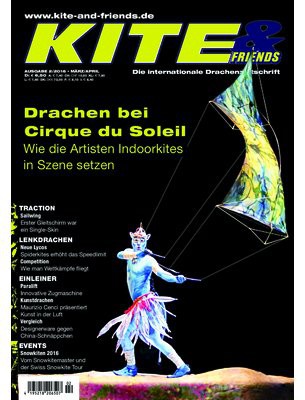 www.kite-and-friends.de
KITE & FRIENDS
AUSGABE 2/2016 • MÄRZ/APRIL
Die internationale Drachenzeitschrift
Drachen bei
Cirque du Soleil
Wie die Artisten Indoorkites
in Szene setzen
TRACTION
Sailwing
Erster Gleitschirm war
ein Single-Skin
LENKDRACHEN
Neue Lycos
Spiderkites erhöht das Speedlimit
Competition
Wie man Wettkämpfe fliegt
EINLEINER
Paralift
Innovative Zugmaschine
Kunstdrachen
Maurizio Cenci präsentiert
Kunst in der Luft
Vergleich
Designerware gegen
China-Schnäppchen
EVENTS
Snowkiten 2016
Vom Snowkitemaster und
der Swiss Snowkite Tour